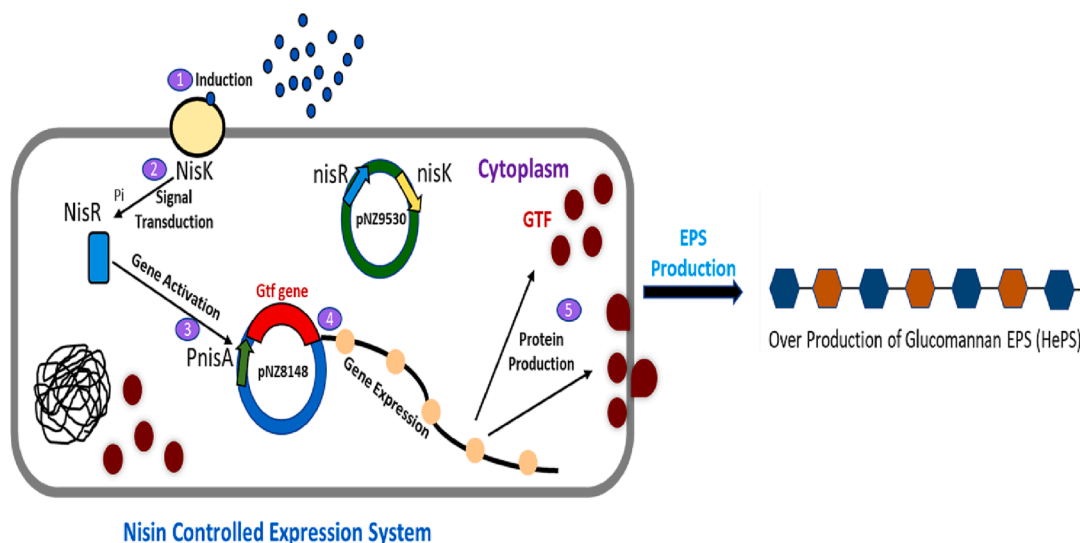 1 Induction
2
NisK
Pi Signal
Transduction
NisR
Gene Activation
3
PnisA
Gtf gene
pNZ8148
4
Gene Expression
nisR
nisK
pNZ9530
Cytoplasm
GTF
5
Protein
Production
EPS
Production
Over Production of Glucomannan EPS (HePS)
Nisin Controlled Expression System